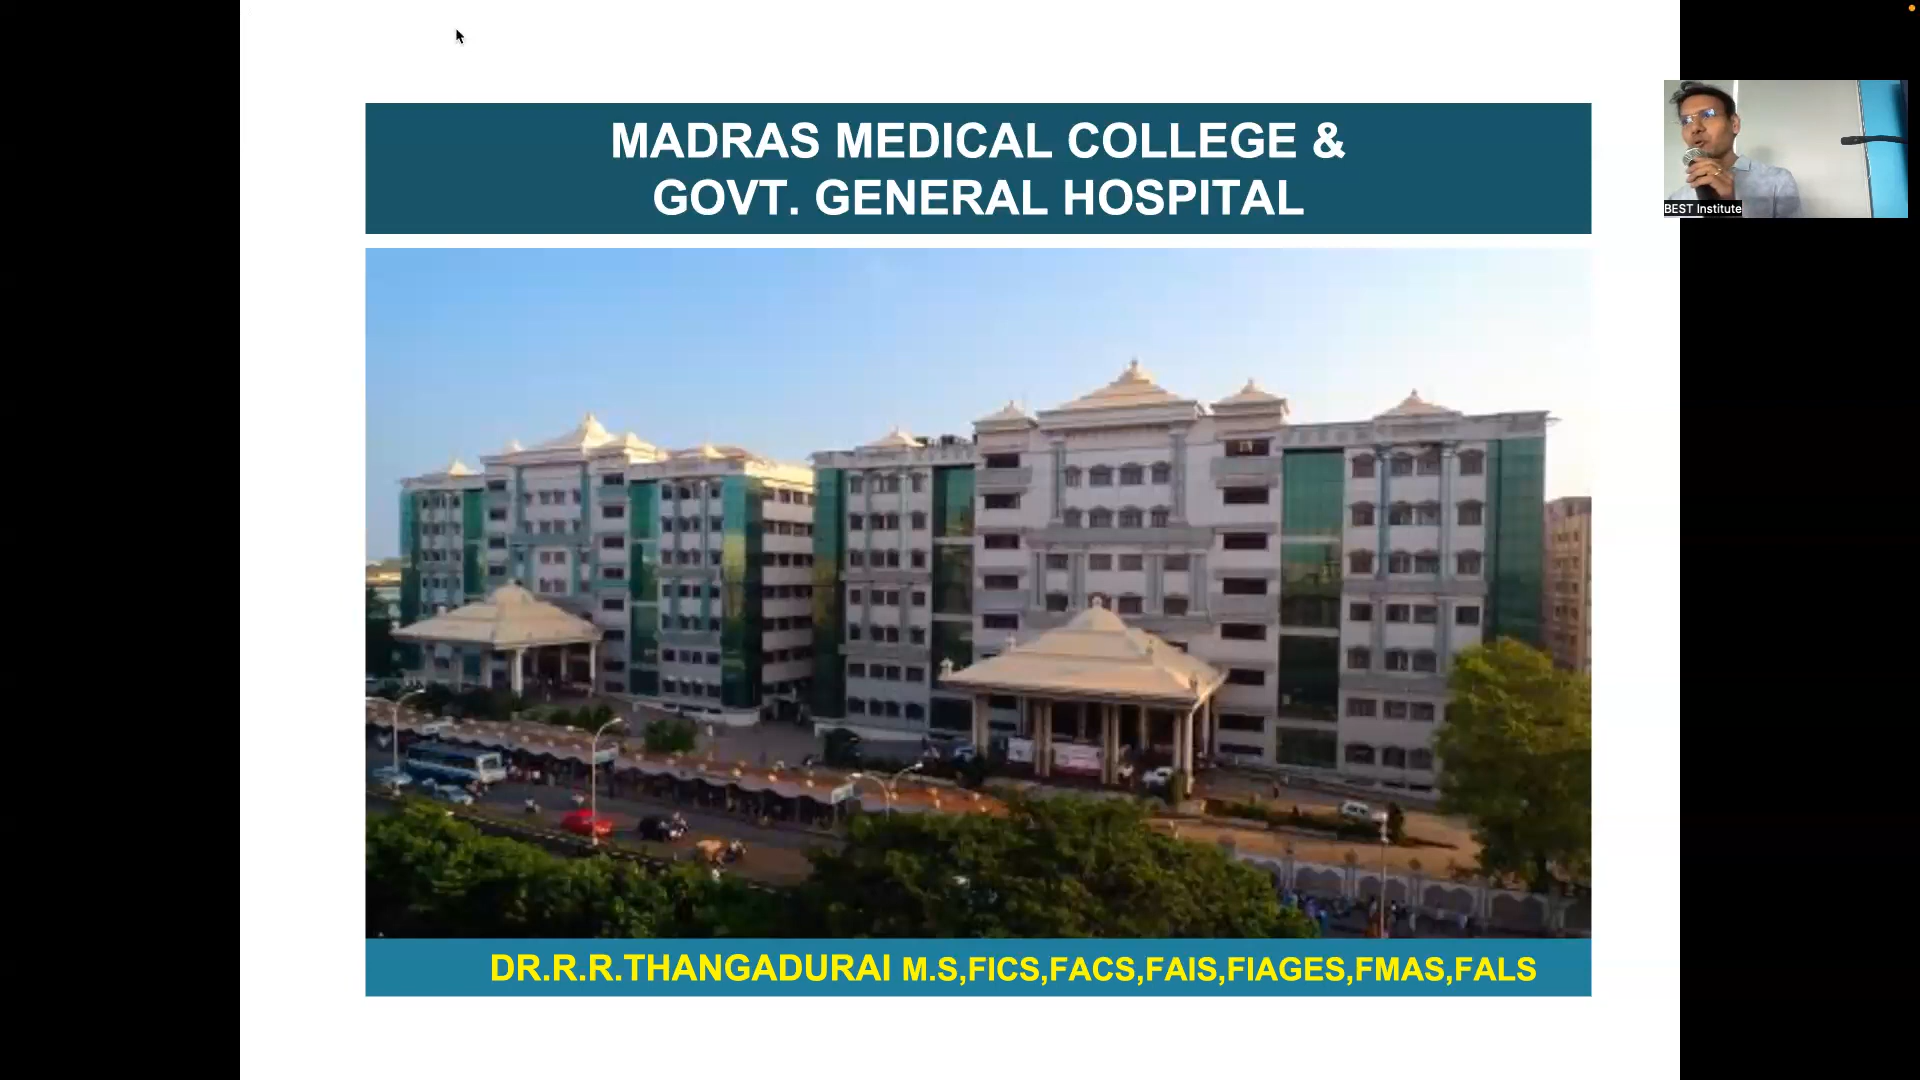 MADRAS MEDICAL COLLEGE &
GOVT. GENERAL HOSPITAL
BEST Institute
DR.R.R.THANGADURAI M.S,FICS,FACS,FAIS,FIAGES,FMAS,FALS